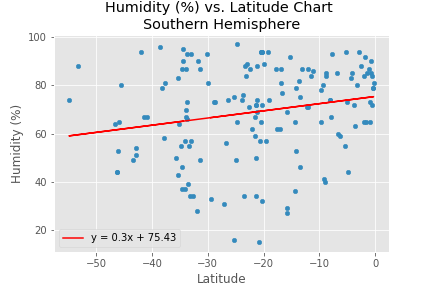 Humidity (%) vs. Latitude Chart
Southern Hemisphere
Humidity (%)
100
80
60
40
20
y = 0.3x + 75.43
−50
−40
−30
−20
−10
0
Latitude